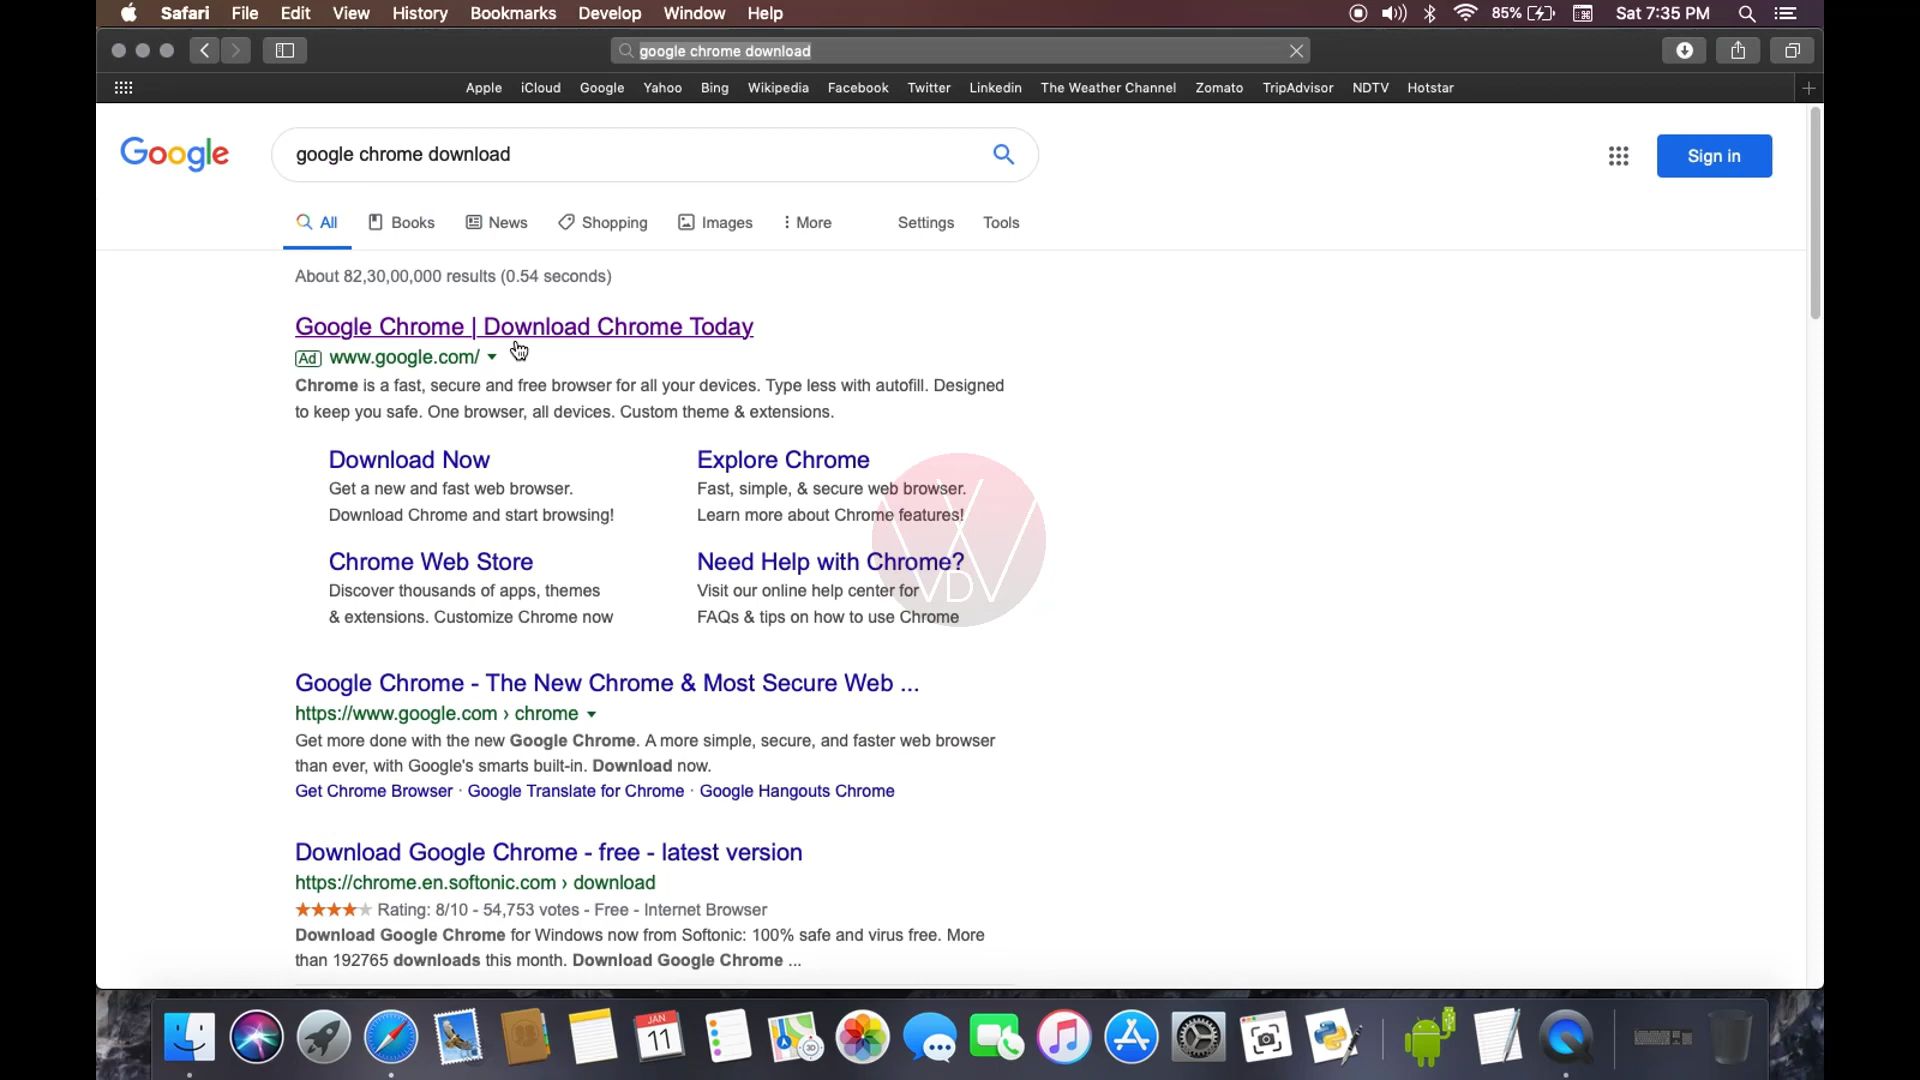 Safari File Edit View History Bookmarks Develop Window Help 85% Sat 7:35 PM
google chrome download
Apple iCloud Google Yahoo Bing Wikipedia Facebook Twitter Linkedin The Weather Channel Zomato TripAdvisor NDTV Hotstar
Google google chrome download Sign in
All Books News Shopping Images More Settings Tools
About 82,30,00,000 results (0.54 seconds)
Google Chrome | Download Chrome Today
Ad www.google.com/
Chrome is a fast, secure and free browser for all your devices. Type less with autofill. Designed
to keep you safe. One browser, all devices. Custom theme & extensions.
Download Now
Get a new and fast web browser.
Download Chrome and start browsing!
Explore Chrome
Fast, simple, & secure web browser.
Learn more about Chrome features!
Chrome Web Store
Discover thousands of apps, themes
& extensions. Customize Chrome now
Need Help with Chrome?
Visit our online help center for
FAQs & tips on how to use Chrome
VDV
Google Chrome - The New Chrome & Most Secure Web ...
https://www.google.com › chrome
Get more done with the new Google Chrome. A more simple, secure, and faster web browser
than ever, with Google's smarts built-in. Download now.
Get Chrome Browser · Google Translate for Chrome · Google Hangouts Chrome
Download Google Chrome - free - latest version
https://chrome.en.softonic.com › download
Rating: 8/10 - 54,753 votes - Free - Internet Browser
Download Google Chrome for Windows now from Softonic: 100% safe and virus free. More
than 192765 downloads this month. Download Google Chrome ...
JAN
11
3D